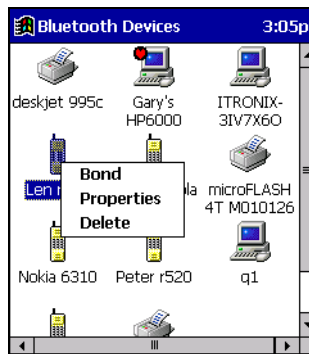 Bluetooth Devices 3:05p
deskjet 995c Gary's ITRONIX-
HP6000 3IV7X6O
Bond
Len
Properties
la microFLASH
4T M010126
Delete
Nokia 6310 Peter r520 q1